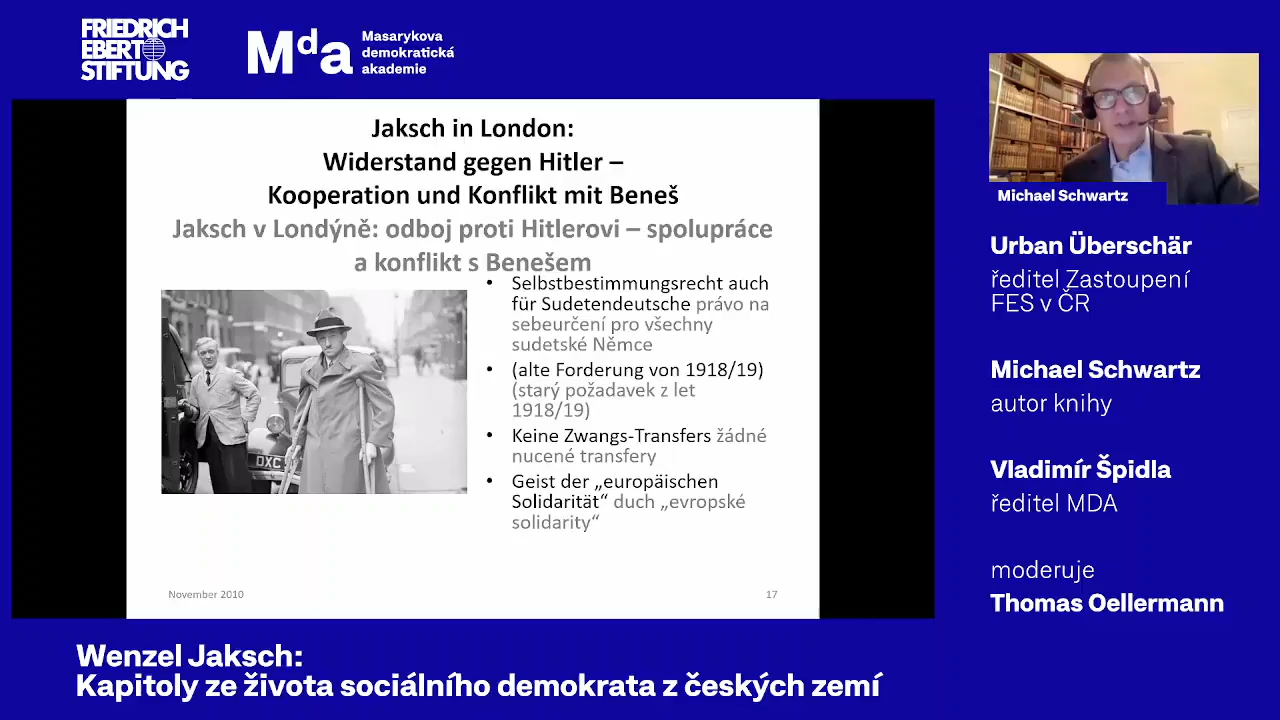 FRIEDRICH
EBERT
STIFTUNG
Mda
Masarykova
demokratická
akademie
Jaksch in London:
Widerstand gegen Hitler –
Kooperation und Konflikt mit Beneš
Jaksch v Londýně: odboj proti Hitlerovi – spolupráce
a konflikt s Benešem
• Selbstbestimmungsrecht auch
für Sudetendeutsche právo na
sebeurčení pro všechny
sudetské Němce
• (alte Forderung von 1918/19)
(starý požadavek z let
1918/19)
• Keine Zwangs-Transfers žádné
nucené transfery
• Geist der „europäischen
Solidarität“ duch „evropské
solidarity“
DXC
November 2010
17
Michael Schwartz
Urban Überschär
ředitel Zastoupení
FES v ČR
Michael Schwartz
autor knihy
Vladimír Špidla
ředitel MDA
moderuje
Thomas Oellermann
Wenzel Jaksch:
Kapitoly ze života sociálního demokrata z českých zemí